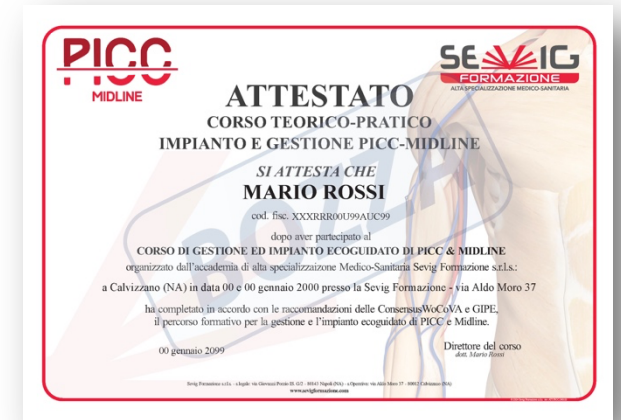 PICC
MIDLINE
SEVIG
FORMAZIONE
ALTA SPECIALIZZAZIONE MEDICO-SANITARIA
ATTESTATO
CORSO TEORICO-PRATICO
IMPIANTO E GESTIONE PICC-MIDLINE
SI ATTESTA CHE
MARIO ROSSI
cod. fisc. XXXRRR00U99AUC99
dopo aver partecipato al
CORSO DI GESTIONE ED IMPIANTO ECOGUIDATO DI PICC & MIDLINE
organizzato dall'accademia di alta specializzaizone Medico-Sanitaria Sevig Formazione s.r.l.s.:
a Calvizzano (NA) in data 00 e 00 gennaio 2000 presso la Sevig Formazione - via Aldo Moro 37
ha completato in accordo con le raccomandazioni delle ConsensusWoCoVA e GIPE,
il percorso formativo per la gestione e l'impianto ecoguidato di PICC e Midline.
00 gennaio 2099
Direttore del corso
dott. Mario Rossi
BOZZA
www.sevigformazione.com